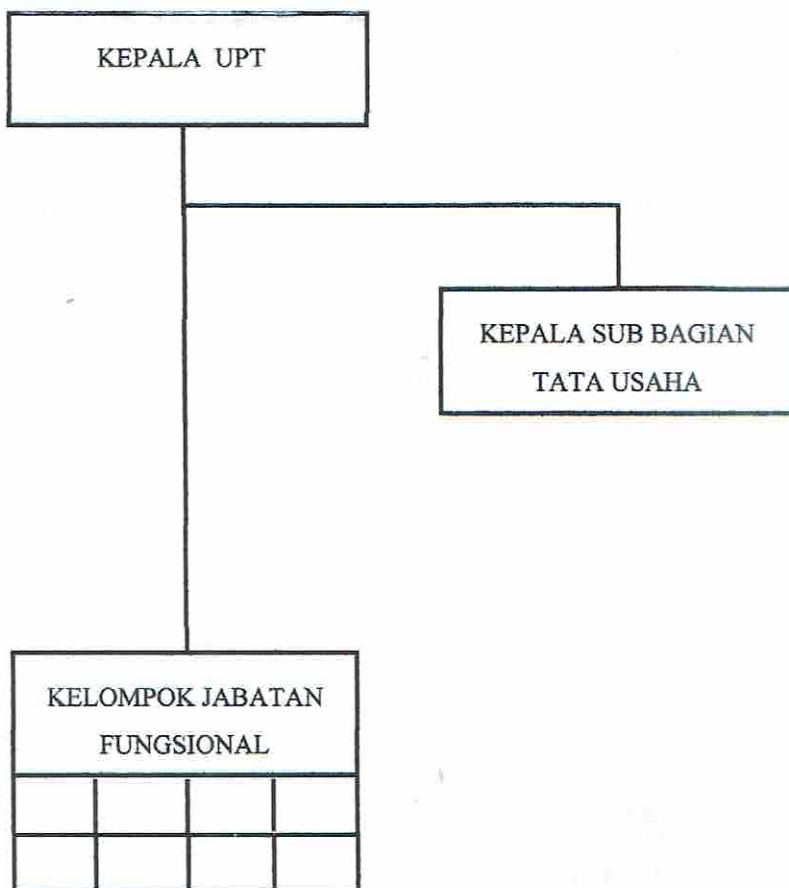 KEPALA UPT
KEPALA SUB BAGIAN
TATA USAHA
KELOMPOK JABATAN
FUNGSIONAL